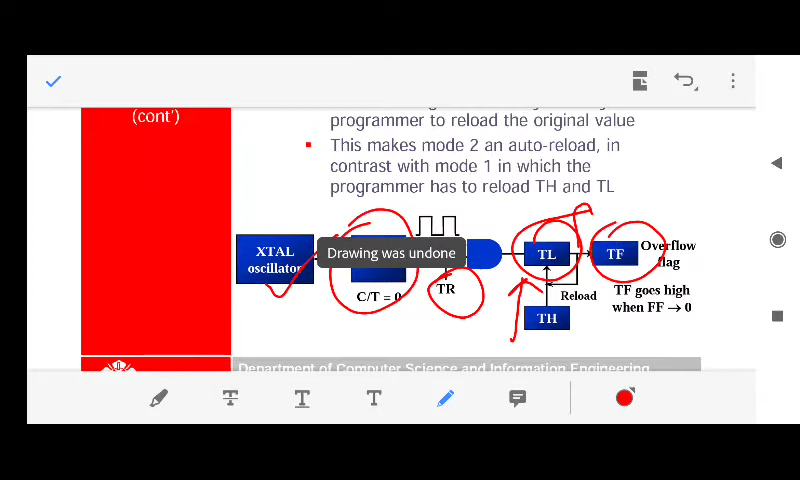 (cont')
programmer to reload the original value
This makes mode 2 an auto-reload, in
contrast with mode 1 in which the
programmer has to reload TH and TL
XTAL
oscillator
Drawing was undone
TR
C/T = 0
TL
TF
Overflow
flag
Reload
TH
TF goes high
when FF → 0
Department of Computer Science and Information Engineering